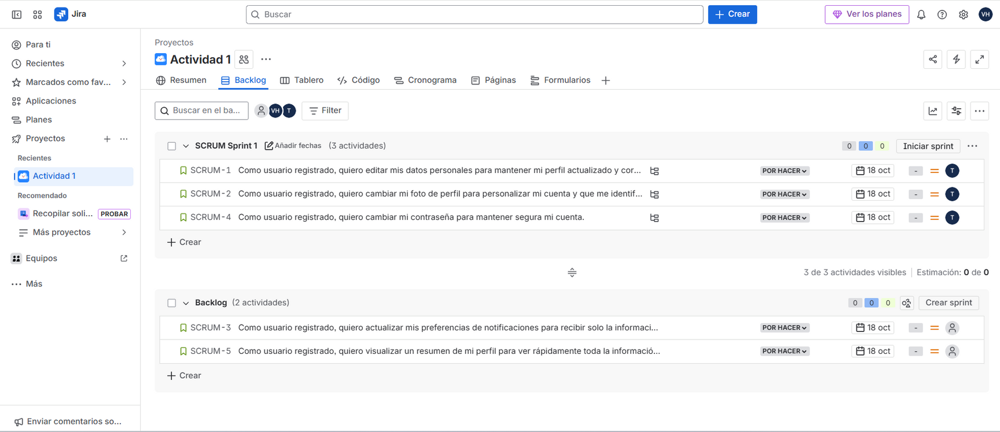 Jira
Buscar
Crear
Ver los planes
VH
Para ti
Recientes
Marcados como fav...
Aplicaciones
Planes
Proyectos
Recientes
Actividad 1
Recomendado
Recopilar soli...
PROBAR
Más proyectos
Equipos
Más
Enviar comentarios so...
Proyectos
Actividad 1
Resumen
Backlog
Tablero
Código
Cronograma
Páginas
Formularios
Buscar en el ba...
VH
T
Filter
SCRUM Sprint 1 Añadir fechas (3 actividades) 0 0 0 Iniciar sprint
SCRUM-1 Como usuario registrado, quiero editar mis datos personales para mantener mi perfil actualizado y cor... POR HACER 18 oct - T
SCRUM-2 Como usuario registrado, quiero cambiar mi foto de perfil para personalizar mi cuenta y que me identif... POR HACER 18 oct - T
SCRUM-4 Como usuario registrado, quiero cambiar mi contraseña para mantener segura mi cuenta. POR HACER 18 oct - T
Crear
3 de 3 actividades visibles Estimación: 0 de 0
Backlog (2 actividades) 0 0 0 Crear sprint
SCRUM-3 Como usuario registrado, quiero actualizar mis preferencias de notificaciones para recibir solo la informaci... POR HACER 18 oct -
SCRUM-5 Como usuario registrado, quiero visualizar un resumen de mi perfil para ver rápidamente toda la informació... POR HACER 18 oct -
Crear